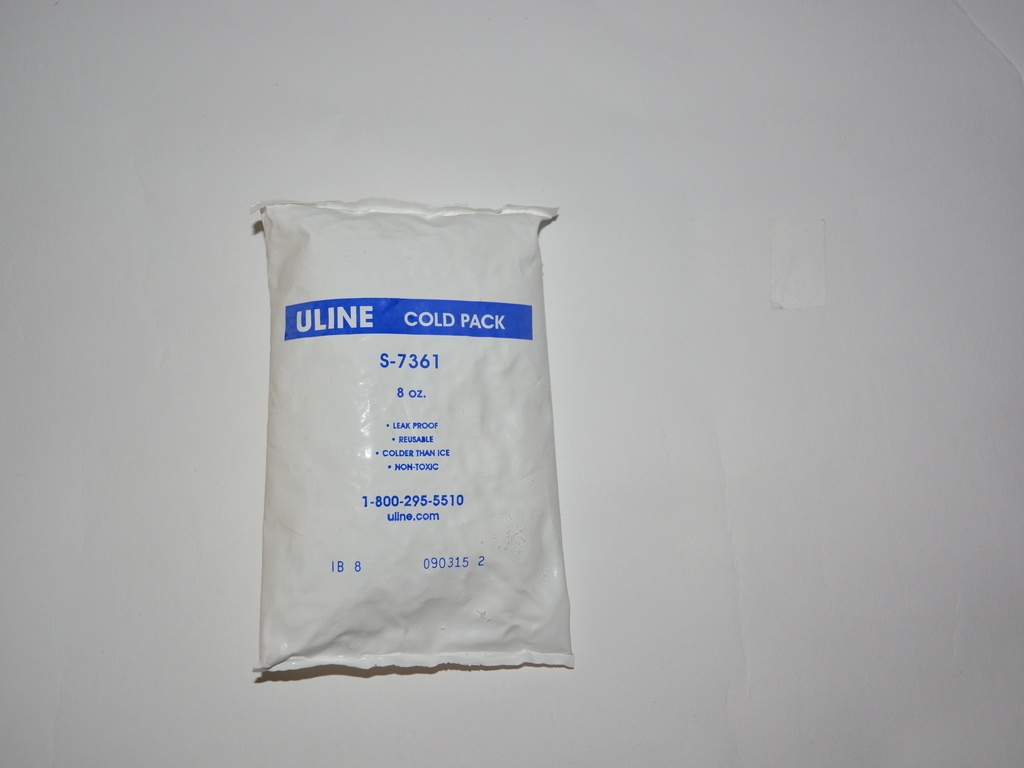 ULINE COLD PACK
S-7361
8 oz.
• LEAK PROOF
• REUSABLE
• COLDER THAN ICE
• NON-TOXIC
1-800-295-5510
uline.com
IB 8 090315 2